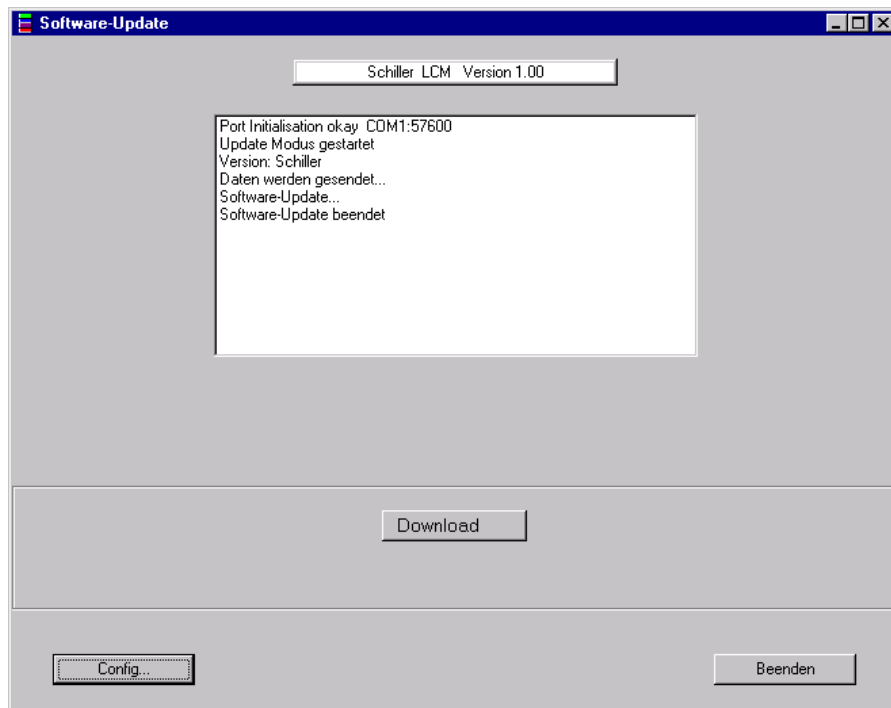 Software-Update
Schiller LCM Version 1.00
Port Initialisation okay COM1:57600
Update Modus gestartet
Version: Schiller
Daten werden gesendet...
Software-Update...
Software-Update beendet
Download
Config...
Beenden